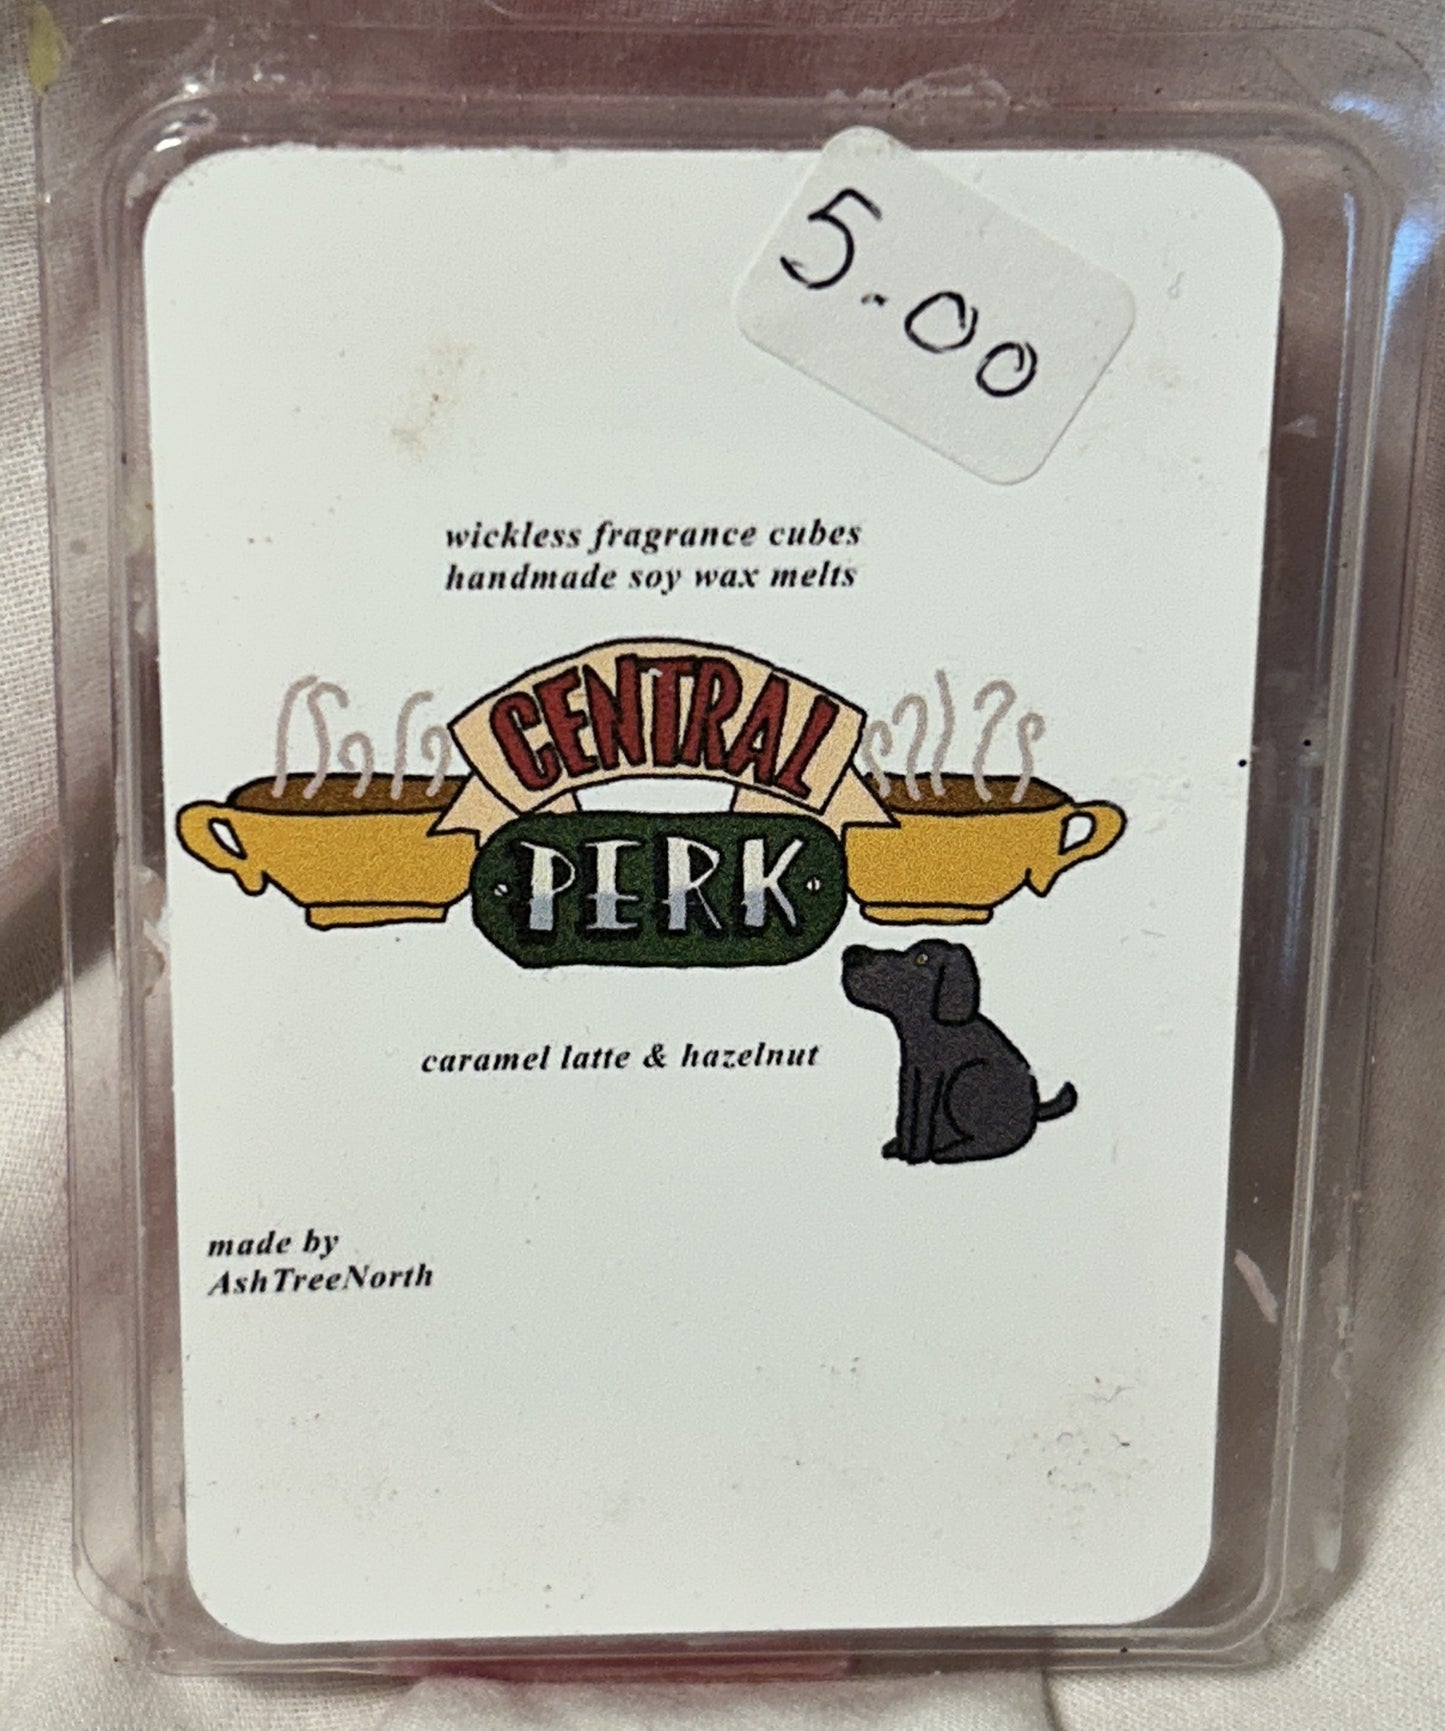 5.00
wickless fragrance cubes
handmade soy wax melts
CENTRAL
PERK
caramel latte & hazelnut
made by
AshTreeNorth